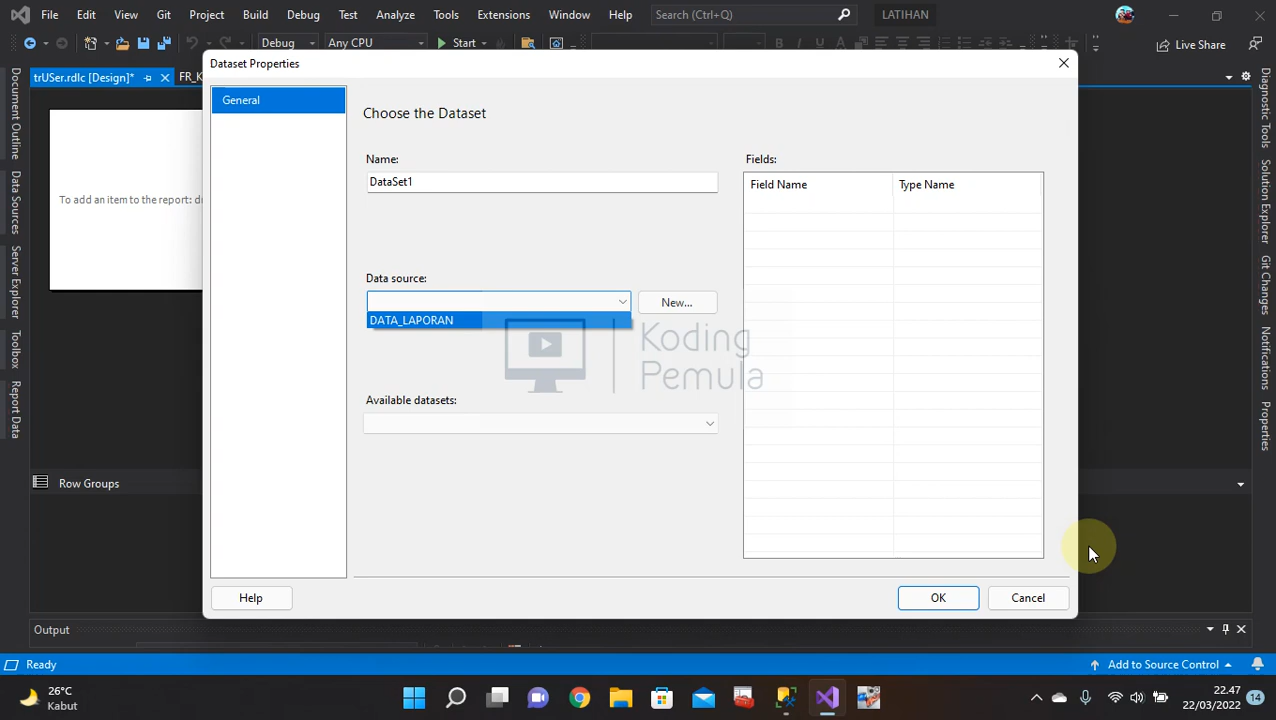 File Edit View Git Project Build Debug Test Analyze Tools Extensions Window Help Search (Ctrl+Q) LATIHAN
Debug Any CPU Start Live Share
trUSer.rdlc [Design]* FR_K
Dataset Properties
General
Choose the Dataset
Name:
DataSet1
Fields:
Field Name Type Name
To add an item to the report:
Data source:
New...
DATA_LAPORAN
Koding
Pemula
Available datasets:
Row Groups
Help OK Cancel
Output
Ready Add to Source Control
Document Outline
Data Sources
Server Explorer
Toolbox
Report Data
Diagnostic Tools
Solution Explorer
Git Changes
Notifications
Properties
26°C
Kabut
22.47
22/03/2022
14